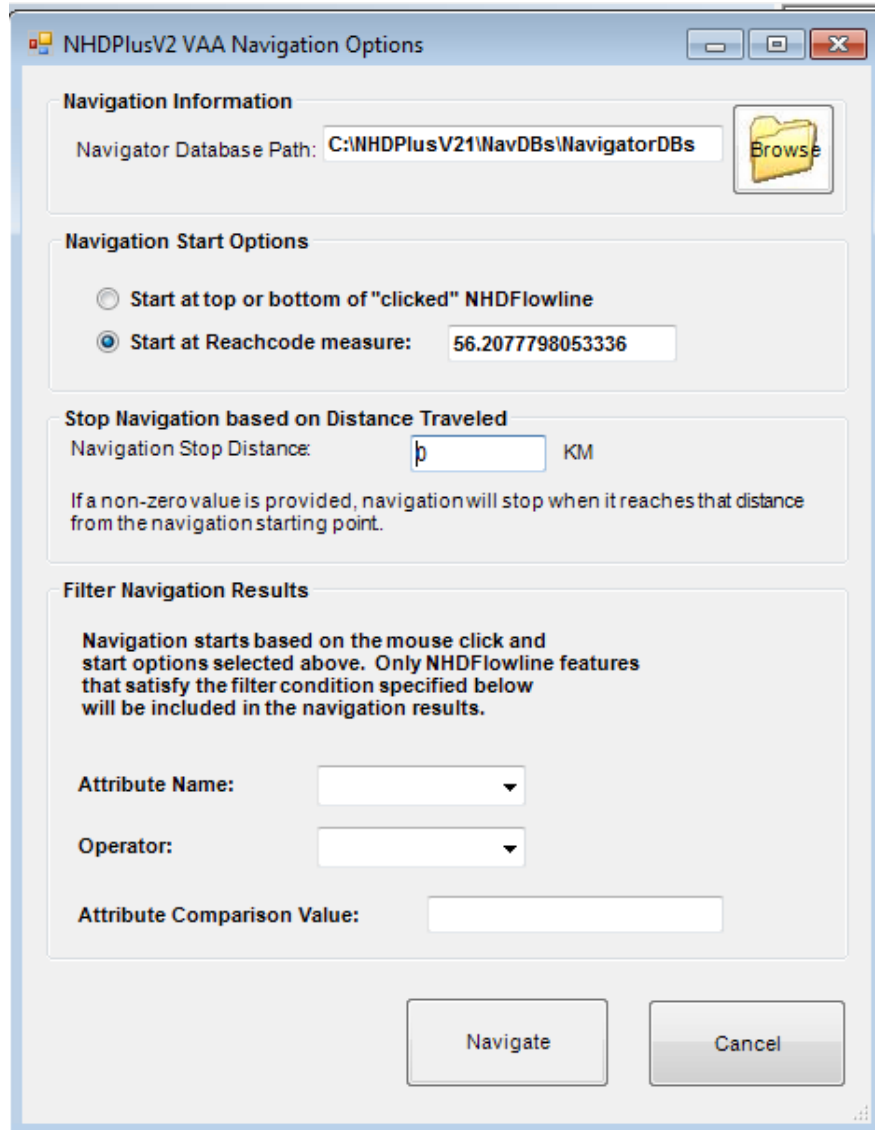 NHDPlusV2 VAA Navigation Options
Navigation Information
Navigator Database Path: C:\NHDPlusV21\NavDBs\NavigatorDBs Browse
Navigation Start Options
Start at top or bottom of "clicked" NHDFlowline
Start at Reachcode measure: 56.2077798053336
Stop Navigation based on Distance Traveled
Navigation Stop Distance: 0 KM
If a non-zero value is provided, navigation will stop when it reaches that distance
from the navigation starting point..
Filter Navigation Results
Navigation starts based on the mouse click and
start options selected above. Only NHDFlowline features
that satisfy the filter condition specified below
will be included in the navigation results.
Attribute Name:
Operator:
Attribute Comparison Value:
Navigate Cancel